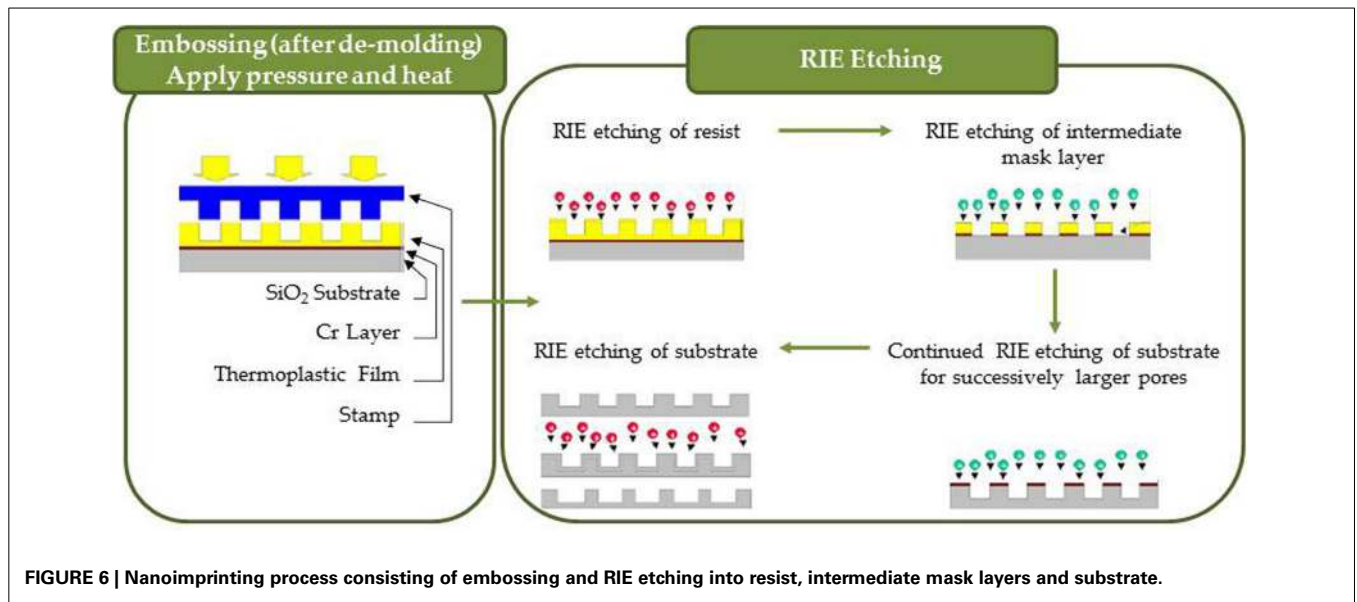 Embossing (after de-molding)
Apply pressure and heat
SiO₂ Substrate
Cr Layer
Thermoplastic Film
Stamp
RIE Etching
RIE etching of resist
RIE etching of intermediate
mask layer
Continued RIE etching of substrate
for successively larger pores
RIE etching of substrate
FIGURE 6 | Nanoimprinting process consisting of embossing and RIE etching into resist, intermediate mask layers and substrate.